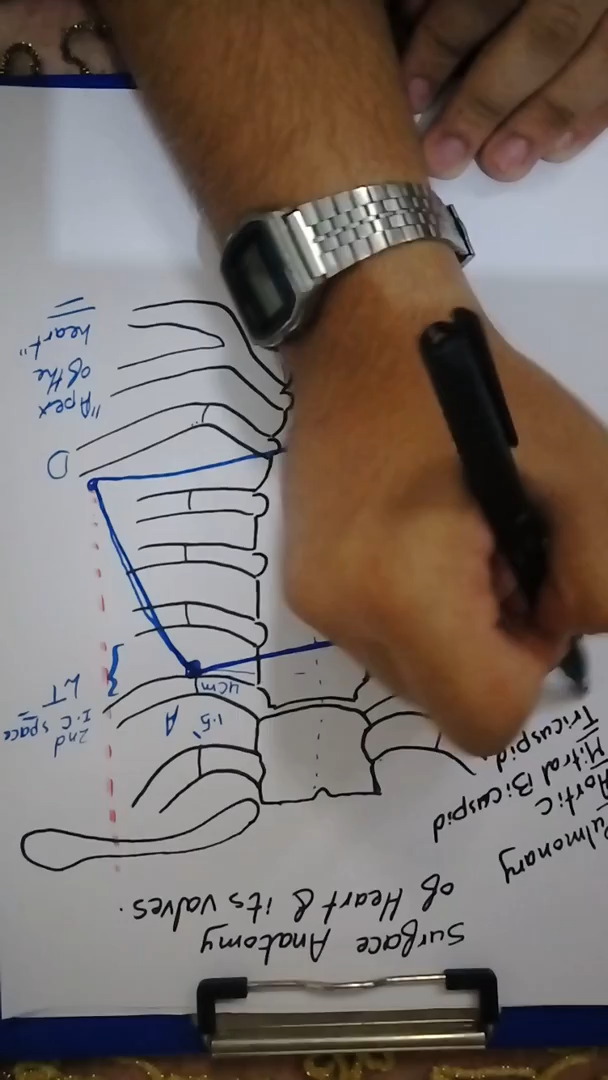 Surface Anatomy
of Heart & its valves.
Pulmonary
Aortic
Mitral Bicuspid
Tricuspid
1.5"
A
4cm
2nd
I.C space
LT
D
"Apex
of the
heart"